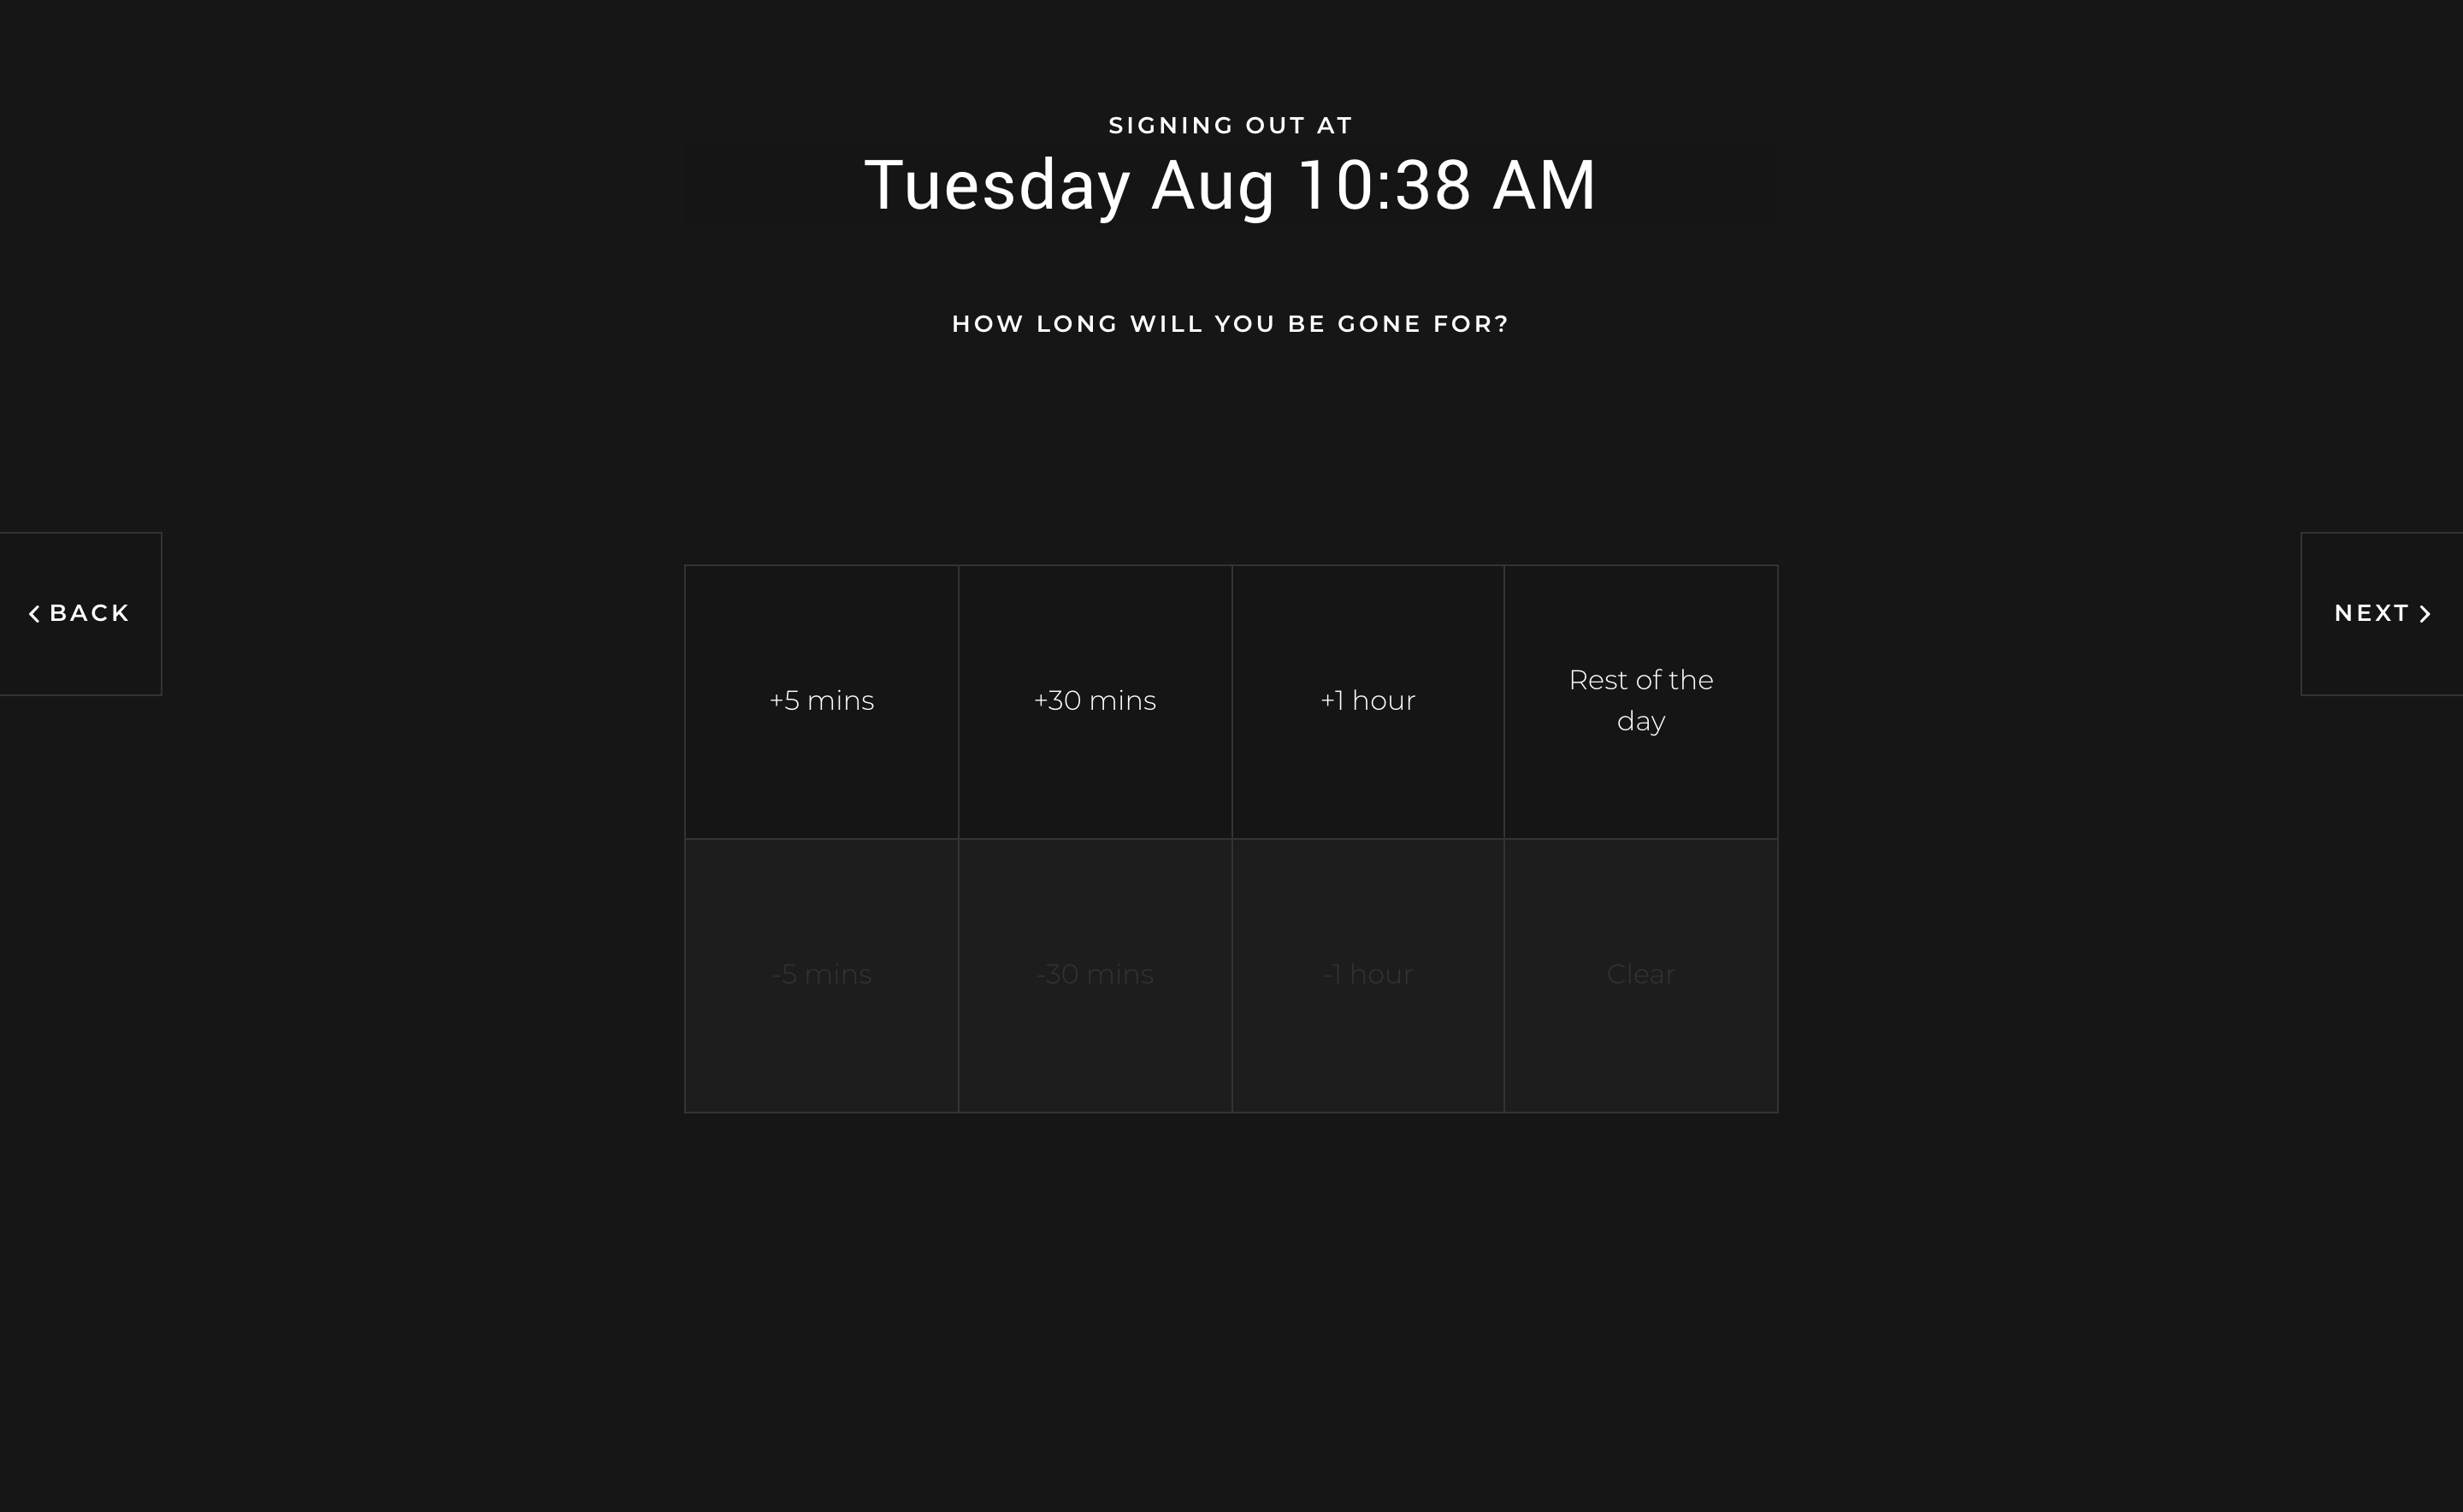 SIGNING OUT AT
Tuesday Aug 10:38 AM
HOW LONG WILL YOU BE GONE FOR?
BACK
NEXT
+5 mins
+30 mins
+1 hour
Rest of the
day
-5 mins
-30 mins
-1 hour
Clear